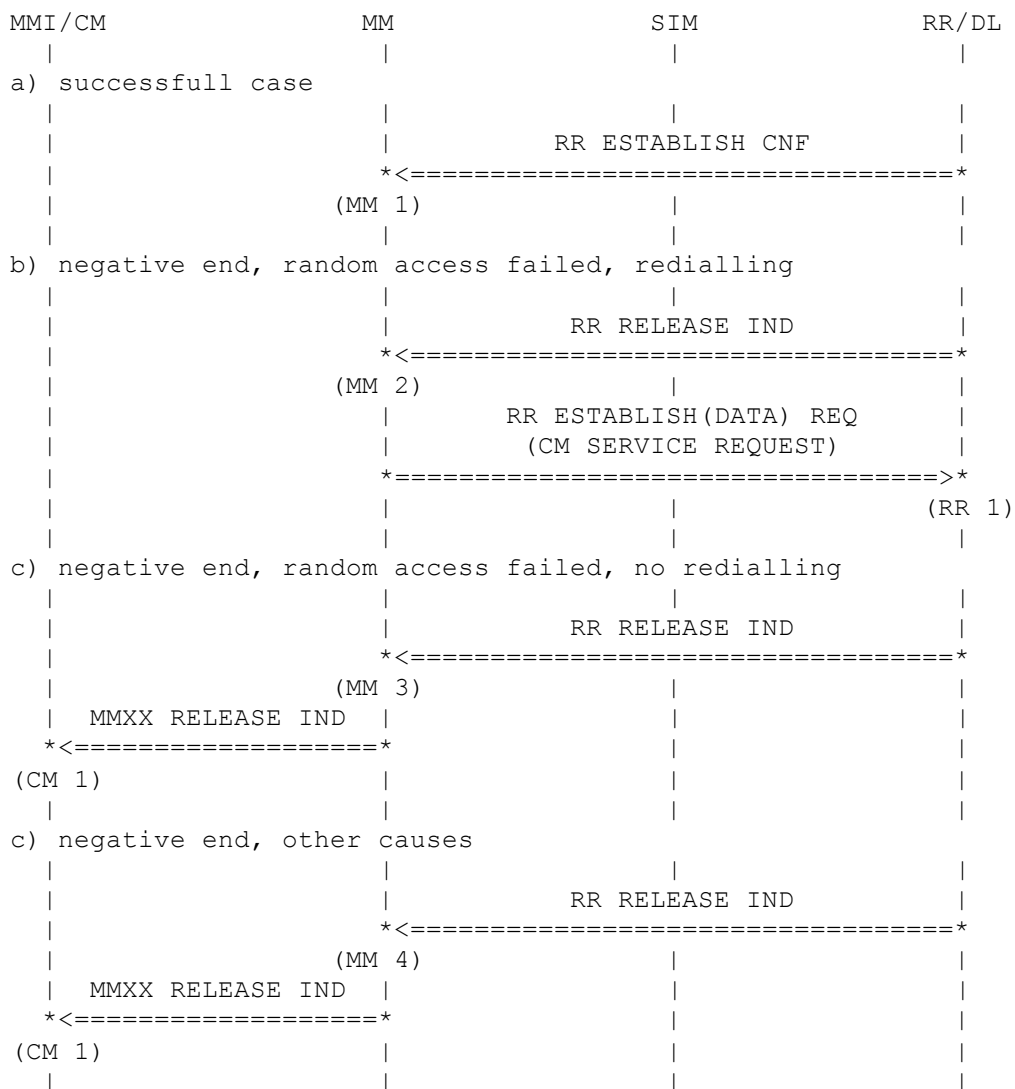 MMI/CM MM SIM RR/DL
| | | |
a) successfull case
| | | |
| | RR ESTABLISH CNF |
| *<==================================*
| (MM 1) | |
| | | |
b) negative end, random access failed, redialling
| | | |
| | RR RELEASE IND |
| *<==================================*
| (MM 2) | |
| | RR ESTABLISH(DATA) REQ |
| | (CM SERVICE REQUEST) |
| *==================================>*
| | | (RR 1)
| | | |
c) negative end, random access failed, no redialling
| | | |
| | RR RELEASE IND |
| *<==================================*
| (MM 3) | |
| MMXX RELEASE IND | | |
*<===================* | |
(CM 1) | | |
| | | |
c) negative end, other causes
| | | |
| | RR RELEASE IND |
| *<==================================*
| (MM 4) | |
| MMXX RELEASE IND | | |
*<===================* | |
(CM 1) | | |
| | | |